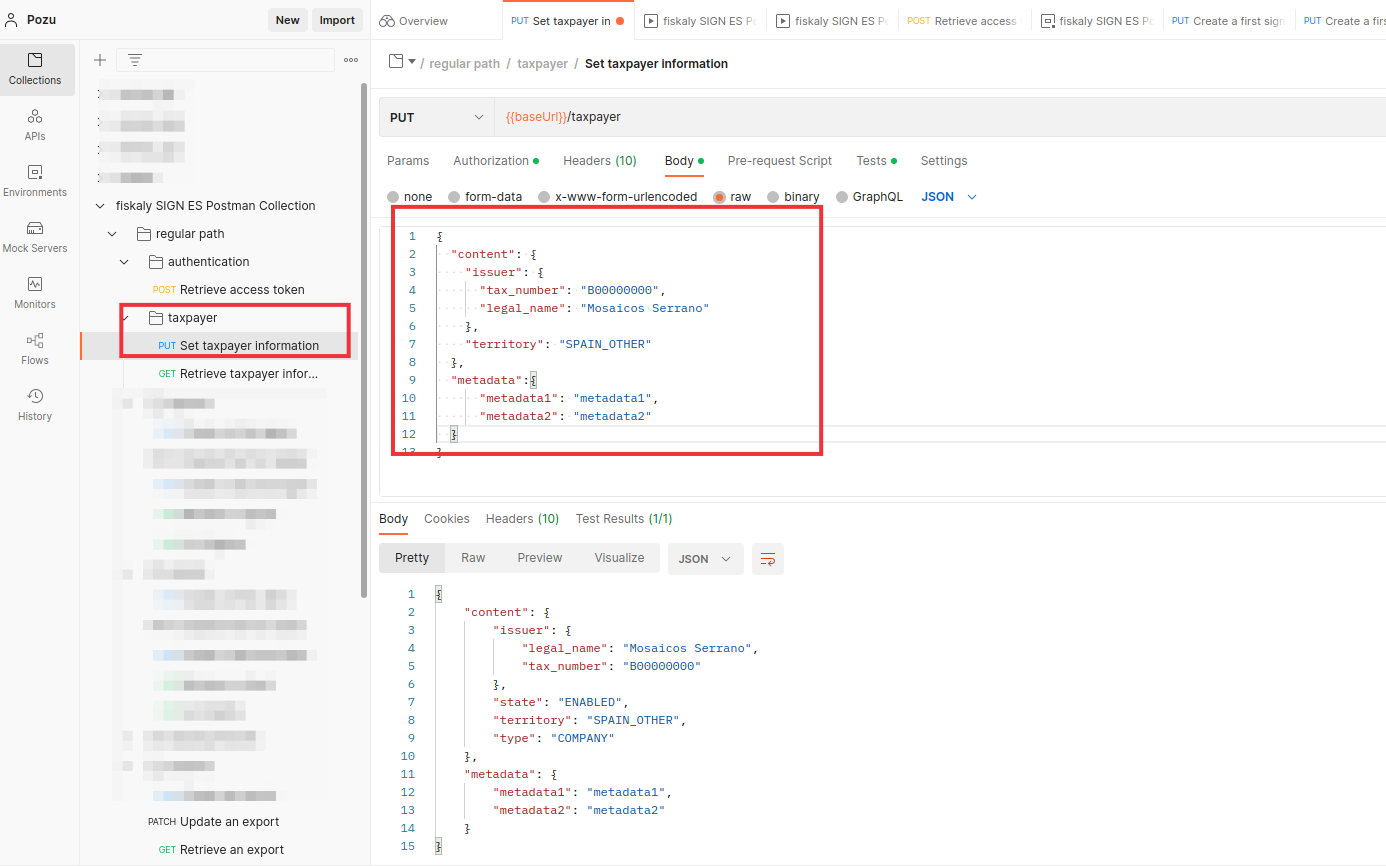 Pozu
New
Import
Overview
PUT Set taxpayer in
fiskaly SIGN ES P
fiskaly SIGN ES P
POST Retrieve access
fiskaly SIGN ES P
PUT Create a first sign
PUT Create a firs
Collections
APIs
Environments
Mock Servers
Monitors
Flows
History
fiskaly SIGN ES Postman Collection
regular path
authentication
POST Retrieve access token
taxpayer
PUT Set taxpayer information
GET Retrieve taxpayer infor...
PATCH Update an export
GET Retrieve an export
/ regular path / taxpayer / Set taxpayer information
PUT
{{baseUrl}}/taxpayer
Params Authorization Headers (10) Body Pre-request Script Tests Settings
none form-data x-www-form-urlencoded raw binary GraphQL JSON
1 {
2 "content": {
3 "issuer": {
4 "tax_number": "B00000000",
5 "legal_name": "Mosaicos Serrano"
6 },
7 "territory": "SPAIN_OTHER"
8 },
9 "metadata":{
10 "metadata1": "metadata1",
11 "metadata2": "metadata2"
12 }
13 }
Body Cookies Headers (10) Test Results (1/1)
Pretty Raw Preview Visualize JSON
1 {
2 "content": {
3 "issuer": {
4 "legal_name": "Mosaicos Serrano",
5 "tax_number": "B00000000"
6 },
7 "state": "ENABLED",
8 "territory": "SPAIN_OTHER",
9 "type": "COMPANY"
10 },
11 "metadata": {
12 "metadata1": "metadata1",
13 "metadata2": "metadata2"
14 }
15 }